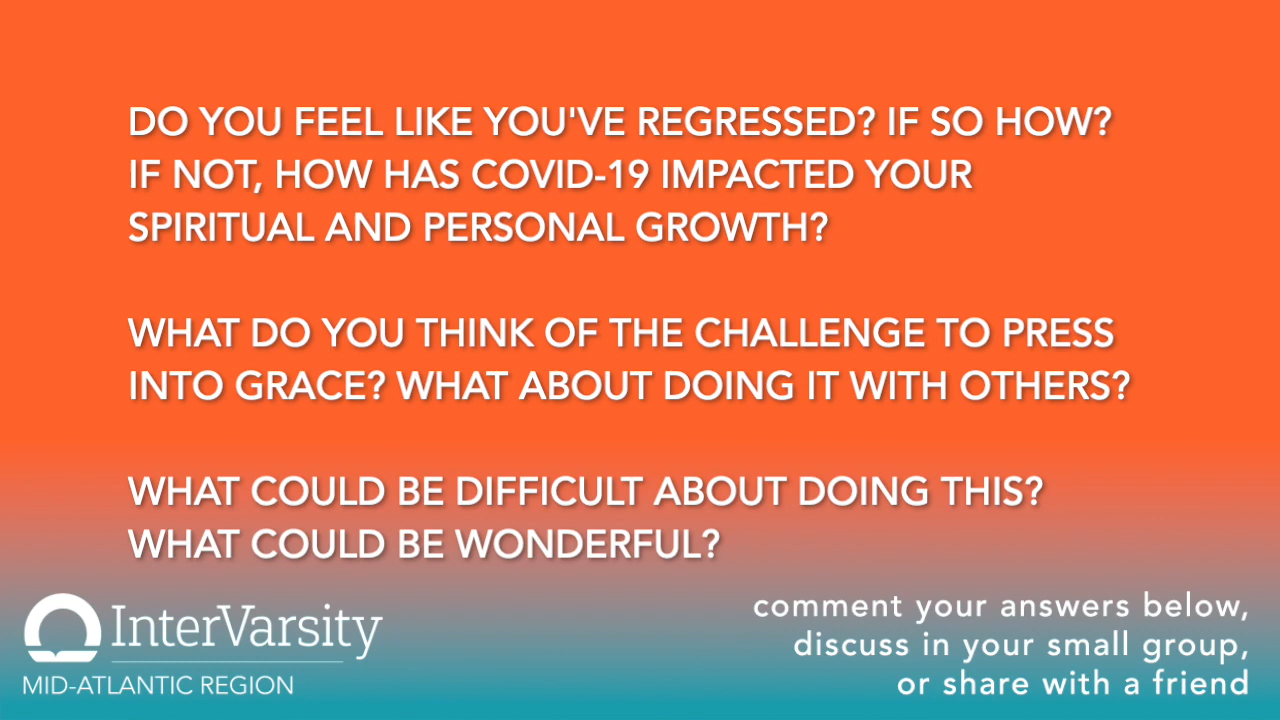 DO YOU FEEL LIKE YOU'VE REGRESSED? IF SO HOW?
IF NOT, HOW HAS COVID-19 IMPACTED YOUR
SPIRITUAL AND PERSONAL GROWTH?
WHAT DO YOU THINK OF THE CHALLENGE TO PRESS
INTO GRACE? WHAT ABOUT DOING IT WITH OTHERS?
WHAT COULD BE DIFFICULT ABOUT DOING THIS?
WHAT COULD BE WONDERFUL?
InterVarsity
MID-ATLANTIC REGION
comment your answers below,
discuss in your small group,
or share with a friend